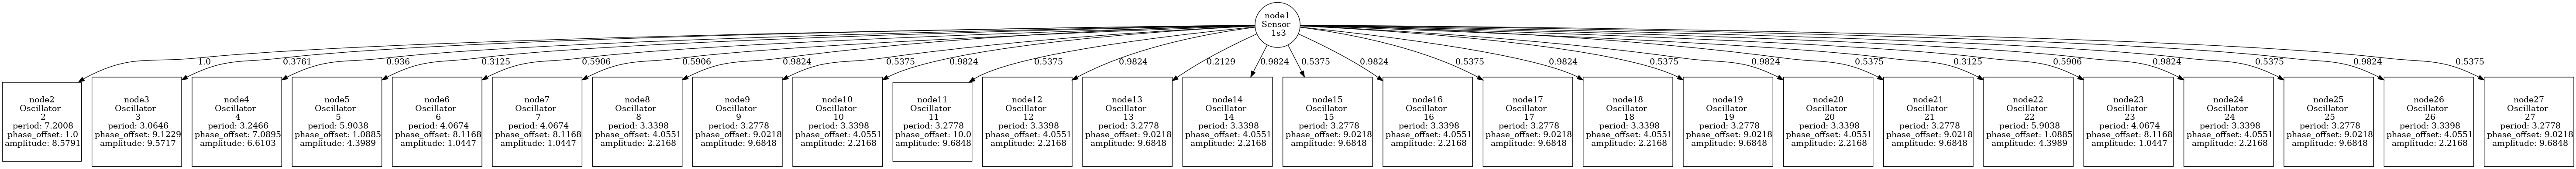 node1
Sensor
1s3
1.0
0.3761
0.936
-0.3125
0.5906
0.5906
0.9824
-0.5375
0.9824
-0.5375
0.9824
0.2129
0.9824
-0.5375
0.9824
-0.5375
0.9824
-0.5375
0.9824
-0.5375
-0.3125
0.5906
0.9824
-0.5375
0.9824
-0.5375
node2
Oscillator
2
period: 7.2008
phase_offset: 1.0
amplitude: 8.5791
node3
Oscillator
3
period: 3.0646
phase_offset: 9.1229
amplitude: 9.5717
node4
Oscillator
4
period: 3.2466
phase_offset: 7.0895
amplitude: 6.6103
node5
Oscillator
5
period: 5.9038
phase_offset: 1.0885
amplitude: 4.3989
node6
Oscillator
6
period: 4.0674
phase_offset: 8.1168
amplitude: 1.0447
node7
Oscillator
7
period: 4.0674
phase_offset: 8.1168
amplitude: 1.0447
node8
Oscillator
8
period: 3.3398
phase_offset: 4.0551
amplitude: 2.2168
node9
Oscillator
9
period: 3.2778
phase_offset: 9.0218
amplitude: 9.6848
node10
Oscillator
10
period: 3.3398
phase_offset: 4.0551
amplitude: 2.2168
node11
Oscillator
11
period: 3.2778
phase_offset: 10.0
amplitude: 9.6848
node12
Oscillator
12
period: 3.3398
phase_offset: 4.0551
amplitude: 2.2168
node13
Oscillator
13
period: 3.2778
phase_offset: 9.0218
amplitude: 9.6848
node14
Oscillator
14
period: 3.3398
phase_offset: 4.0551
amplitude: 2.2168
node15
Oscillator
15
period: 3.2778
phase_offset: 9.0218
amplitude: 9.6848
node16
Oscillator
16
period: 3.3398
phase_offset: 4.0551
amplitude: 2.2168
node17
Oscillator
17
period: 3.2778
phase_offset: 9.0218
amplitude: 9.6848
node18
Oscillator
18
period: 3.3398
phase_offset: 4.0551
amplitude: 2.2168
node19
Oscillator
19
period: 3.2778
phase_offset: 9.0218
amplitude: 9.6848
node20
Oscillator
20
period: 3.3398
phase_offset: 4.0551
amplitude: 2.2168
node21
Oscillator
21
period: 3.2778
phase_offset: 9.0218
amplitude: 9.6848
node22
Oscillator
22
period: 5.9038
phase_offset: 1.0885
amplitude: 4.3989
node23
Oscillator
23
period: 4.0674
phase_offset: 8.1168
amplitude: 1.0447
node24
Oscillator
24
period: 3.3398
phase_offset: 4.0551
amplitude: 2.2168
node25
Oscillator
25
period: 3.2778
phase_offset: 9.0218
amplitude: 9.6848
node26
Oscillator
26
period: 3.3398
phase_offset: 4.0551
amplitude: 2.2168
node27
Oscillator
27
period: 3.2778
phase_offset: 9.0218
amplitude: 9.6848